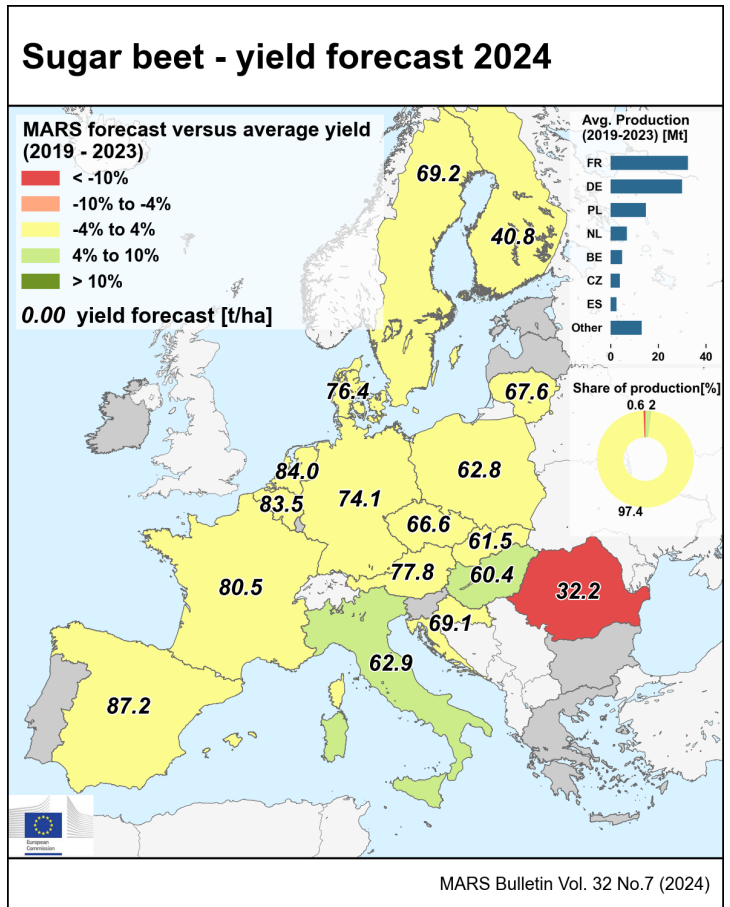 Sugar beet - yield forecast 2024
MARS forecast versus average yield
(2019 - 2023)
< -10%
-10% to -4%
-4% to 4%
4% to 10%
> 10%
0.00 yield forecast [t/ha]
Avg. Production
(2019-2023) [Mt]
FR
DE
PL
NL
BE
CZ
ES
Other
0 20 40
Share of production[%]
0.6 2
97.4
69.2
40.8
76.4
67.6
84.0
62.8
83.5
74.1
66.6
61.5
77.8
60.4
80.5
32.2
69.1
62.9
87.2
European
Commission
MARS Bulletin Vol. 32 No.7 (2024)